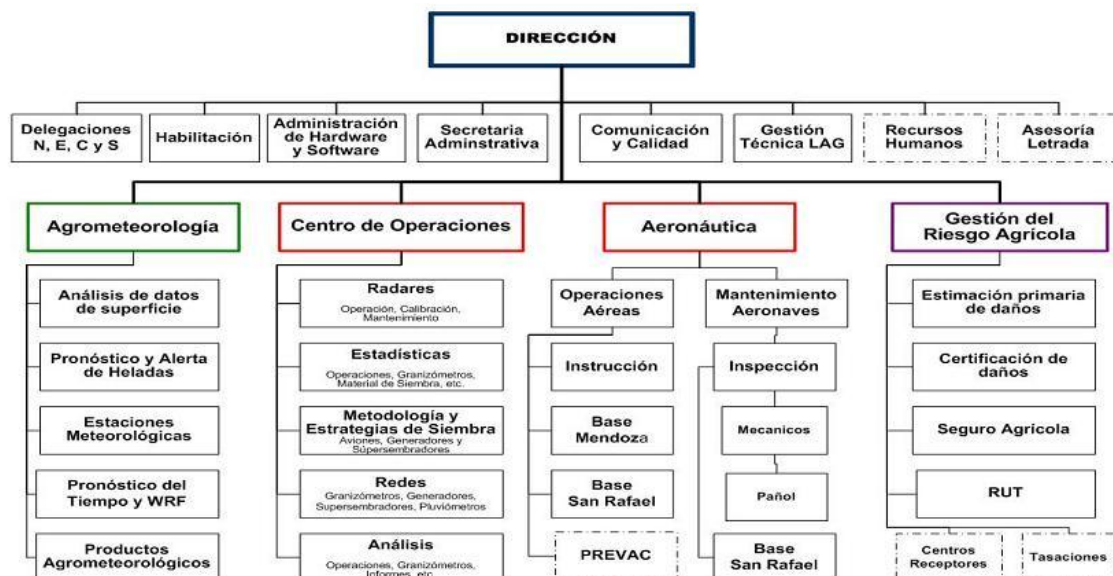 DIRECCIÓN
Delegaciones
N, E, C y S
Habilitación
Administración
de Hardware
y Software
Secretaria
Adminstrativa
Comunicación
y Calidad
Gestión
Técnica LAG
Recursos
Humanos
Asesoría
Letrada
Agrometeorología
Centro de Operaciones
Aeronáutica
Gestión del
Riesgo Agrícola
Análisis de datos
de superficie
Pronóstico y Alerta
de Heladas
Estaciones
Meteorológicas
Pronóstico del
Tiempo y WRF
Productos
Agrometeorológicos
Radares
Operación, Calibración,
Mantenimiento
Estadísticas
Operaciones, Granizómetros,
Material de Siembra, etc.
Metodología y
Estrategias de Siembra
Aviones, Generadores y
Súpersembradores
Redes
Granizómetros, Generadores,
Supersembradores, Pluviómetros
Análisis
Operaciones, Granizómetros,
Informes, etc.
Operaciones
Aéreas
Instrucción
Base
Mendoza
Base
San Rafael
PREVAC
Mantenimiento
Aeronaves
Inspección
Mecanicos
Pañol
Base
San Rafael
Estimación primaria
de daños
Certificación de
daños
Seguro Agrícola
RUT
Centros
Receptores
Tasaciones